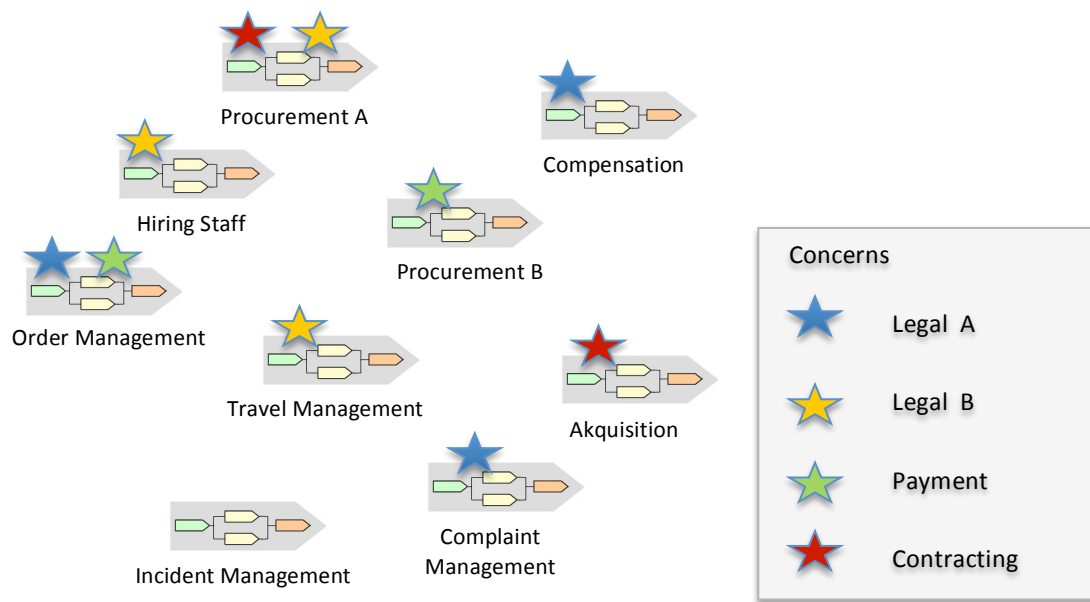 Procurement A
Compensation
Hiring Staff
Procurement B
Order Management
Travel Management
Akquisition
Complaint
Management
Incident Management
Concerns
Legal A
Legal B
Payment
Contracting